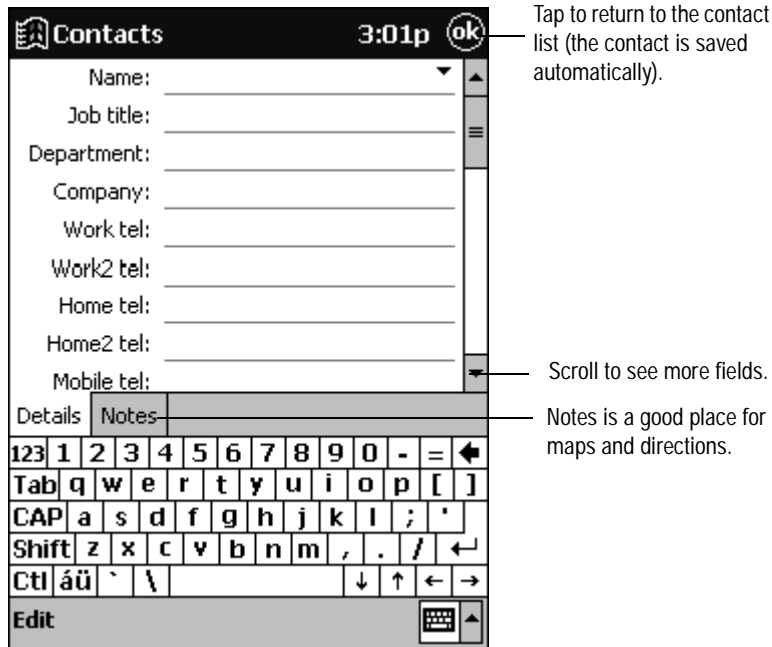 Contacts 3:01p ok
Tap to return to the contact
list (the contact is saved
automatically).
Name:
Job title:
Department:
Company:
Work tel:
Work2 tel:
Home tel:
Home2 tel:
Mobile tel:
Scroll to see more fields.
Details Notes
Notes is a good place for
maps and directions.
123 1 2 3 4 5 6 7 8 9 0 - =
Tab q w e r t y u i o p [ ]
CAP a s d f g h j k l ; '
Shift z x c v b n m , . /
Ctl áü ` \
Edit